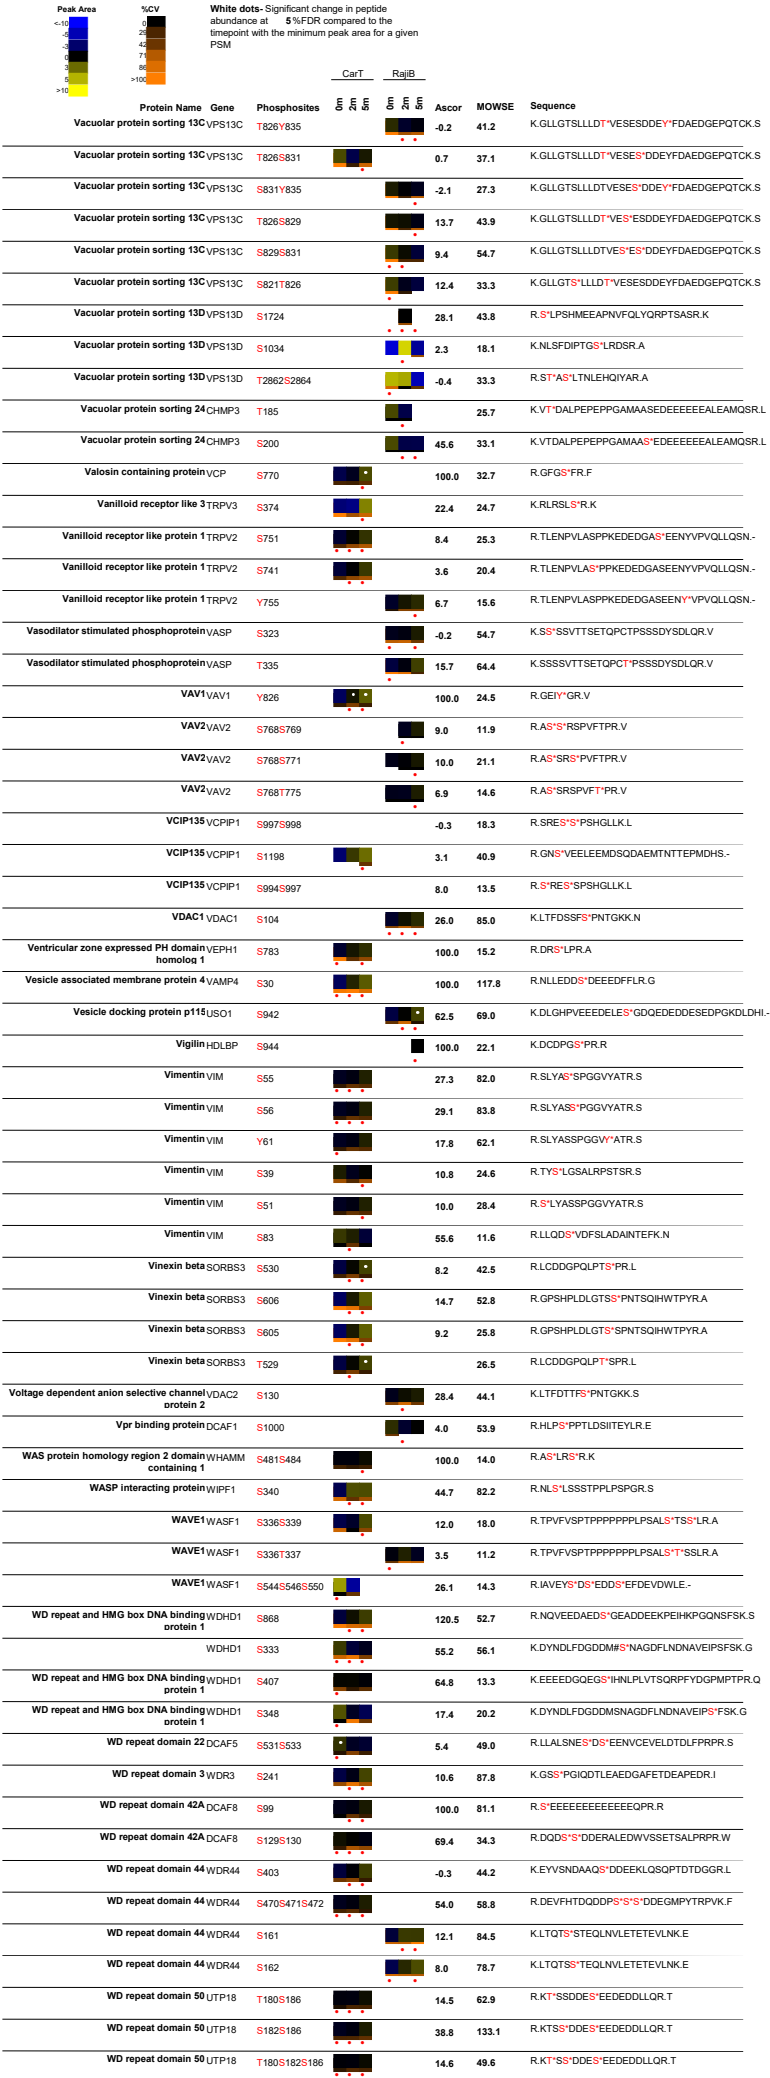 Peak Area %CV
<-10 0
-5 29
-3 42
0 71
3 86
5 >100
>10
White dots- Significant change in peptide
abundance at 5 %FDR compared to the
timepoint with the minimum peak area for a given
PSM
CarT RajiB
Protein Name Gene Phosphosites 0m 2m 5m 0m 2m 5m Ascor MOWSE Sequence
Vacuolar protein sorting 13C VPS13C T826Y835 -0.2 41.2 K.GLLGTSLLLDT*VESESDDEY*FDAEDGEPQTCK.S
Vacuolar protein sorting 13C VPS13C T826S831 0.7 37.1 K.GLLGTSLLLDT*VESES*DDEYFDAEDGEPQTCK.S
Vacuolar protein sorting 13C VPS13C S831Y835 -2.1 27.3 K.GLLGTSLLLDTVESES*DDEY*FDAEDGEPQTCK.S
Vacuolar protein sorting 13C VPS13C T826S829 13.7 43.9 K.GLLGTSLLLDT*VES*ESDDEYFDAEDGEPQTCK.S
Vacuolar protein sorting 13C VPS13C S829S831 9.4 54.7 K.GLLGTSLLLDTVES*ES*DDEYFDAEDGEPQTCK.S
Vacuolar protein sorting 13C VPS13C S821T826 12.4 33.3 K.GLLGTS*LLLDT*VESESDDEYFDAEDGEPQTCK.S
Vacuolar protein sorting 13D VPS13D S1724 28.1 43.8 R.S*LPSHMEEAPNVFQLYQRPTSASR.K
Vacuolar protein sorting 13D VPS13D S1034 2.3 18.1 K.NLSFDIPTGS*LRDSR.A
Vacuolar protein sorting 13D VPS13D T2862S2864 -0.4 33.3 R.ST*AS*LTNLEHQIYAR.A
Vacuolar protein sorting 24 CHMP3 T185 25.7 K.VT*DALPEPEPPGAMAASEDEEEEEEALEAMQSR.L
Vacuolar protein sorting 24 CHMP3 S200 45.6 33.1 K.VTDALPEPEPPGAMAAS*EDEEEEEEALEAMQSR.L
Valosin containing protein VCP S770 100.0 32.7 R.GFGS*FR.F
Vanilloid receptor like 3 TRPV3 S374 22.4 24.7 K.RLRSLS*R.K
Vanilloid receptor like protein 1 TRPV2 S751 8.4 25.3 R.TLENPVLASPPKEDEDGAS*EENYVPVQLLQSN.-
Vanilloid receptor like protein 1 TRPV2 S741 3.6 20.4 R.TLENPVLAS*PPKEDEDGASEENYVPVQLLQSN.-
Vanilloid receptor like protein 1 TRPV2 Y755 6.7 15.6 R.TLENPVLASPPKEDEDGASEENY*VPVQLLQSN.-
Vasodilator stimulated phosphoprotein VASP S323 -0.2 54.7 K.SS*SSVTTSETQPCTPSSSDYSDLQR.V
Vasodilator stimulated phosphoprotein VASP T335 15.7 64.4 K.SSSSVTTSETQPCT*PSSSDYSDLQR.V
VAV1 VAV1 Y826 100.0 24.5 R.GEIY*GR.V
VAV2 VAV2 S768S769 9.0 11.9 R.AS*S*RSPVFTPR.V
VAV2 VAV2 S768S771 10.0 21.1 R.AS*SRS*PVFTPR.V
VAV2 VAV2 S768T775 6.9 14.6 R.AS*SRSPVFT*PR.V
VCIP135 VCPIP1 S997S998 -0.3 18.3 R.SRES*S*PSHGLLK.L
VCIP135 VCPIP1 S1198 3.1 40.9 R.GNS*VEELEEMDSQDAEMTNTTEPMDHS.-
VCIP135 VCPIP1 S994S997 8.0 13.5 R.S*RES*SPSHGLLK.L
VDAC1 VDAC1 S104 26.0 85.0 K.LTFDSSFS*PNTGKK.N
Ventricular zone expressed PH domain VEPH1 S783 100.0 15.2 R.DRS*LPR.A
homolog 1
Vesicle associated membrane protein 4 VAMP4 S30 100.0 117.8 R.NLLEDDS*DEEEDFFLR.G
Vesicle docking protein p115 USO1 S942 62.5 69.0 K.DLGHPVEEEDELES*GDQEDEDDESEDPGKDLDHI.-
Vigilin HDLBP S944 100.0 22.1 K.DCDPGS*PR.R
Vimentin VIM S55 27.3 82.0 R.SLYAS*SPGGVYATR.S
Vimentin VIM S56 29.1 83.8 R.SLYASS*PGGVYATR.S
Vimentin VIM Y61 17.8 62.1 R.SLYASSPGGVY*ATR.S
Vimentin VIM S39 10.8 24.6 R.TYS*LGSALRPSTSR.S
Vimentin VIM S51 10.0 28.4 R.S*LYASSPGGVYATR.S
Vimentin VIM S83 55.6 11.6 R.LLQDS*VDFSLADAINTEFK.N
Vinexin beta SORBS3 S530 8.2 42.5 R.LCDDGPQLPTS*PR.L
Vinexin beta SORBS3 S606 14.7 52.8 R.GPSHPLDLGTSS*PNTSQIHWTPYR.A
Vinexin beta SORBS3 S605 9.2 25.8 R.GPSHPLDLGTS*SPNTSQIHWTPYR.A
Vinexin beta SORBS3 T529 26.5 R.LCDDGPQLPT*SPR.L
Voltage dependent anion selective channel VDAC2 S130 28.4 44.1 K.LTFDTTFS*PNTGKK.S
protein 2
Vpr binding protein DCAF1 S1000 4.0 53.9 R.HLPS*PPTLDSIITEYLR.E
WAS protein homology region 2 domain WHAMM S481S484 100.0 14.0 R.AS*LRS*R.K
containing 1
WASP interacting protein WIPF1 S340 44.7 82.2 R.NLS*LSSSTPPLPSPGR.S
WAVE1 WASF1 S336S339 12.0 18.0 R.TPVFVSPTPPPPPPPLPSALS*TSS*LR.A
WAVE1 WASF1 S336T337 3.5 11.2 R.TPVFVSPTPPPPPPPLPSALS*T*SSLR.A
WAVE1 WASF1 S544S546S550 26.1 14.3 R.IAVEYS*DS*EDDS*EFDEVDWLE.-
WD repeat and HMG box DNA binding WDHD1 S868 120.5 52.7 R.NQVEEDAEDS*GEADDEEKPEIHKPGQNSFSK.S
protein 1
WDHD1 S333 55.2 56.1 K.DYNDLFDGDDM#S*NAGDFLNDNAVEIPSFSK.G
WD repeat and HMG box DNA binding WDHD1 S407 64.8 13.3 K.EEEEDGQEGS*IHNLPLVTSQRPFYDGPMPTPR.Q
protein 1
WD repeat and HMG box DNA binding WDHD1 S348 17.4 20.2 K.DYNDLFDGDDMSNAGDFLNDNAVEIPS*FSK.G
protein 1
WD repeat domain 22 DCAF5 S531S533 5.4 49.0 R.LLALSNES*DS*EENVCEVELDTDLFPRPR.S
WD repeat domain 3 WDR3 S241 10.6 87.8 K.GSS*PGIQDTLEAEDGAFETDEAPEDR.I
WD repeat domain 42A DCAF8 S99 100.0 81.1 R.S*EEEEEEEEEEEEEQPR.R
WD repeat domain 42A DCAF8 S129S130 69.4 34.3 R.DQDS*S*DDERALEDWVSSETSALPRPR.W
WD repeat domain 44 WDR44 S403 -0.3 44.2 K.EYVSNDAAQS*DDEEKLQSQPTDTDGGR.L
WD repeat domain 44 WDR44 S470S471S472 54.0 58.8 R.DEVFHTDQDDPS*S*S*DDEGMPYTRPVK.F
WD repeat domain 44 WDR44 S161 12.1 84.5 K.LTQTS*STEQLNVLETETEVLNK.E
WD repeat domain 44 WDR44 S162 8.0 78.7 K.LTQTSS*TEQLNVLETETEVLNK.E
WD repeat domain 50 UTP18 T180S186 14.5 62.9 R.KT*SSDDES*EEDEDDLLQR.T
WD repeat domain 50 UTP18 S182S186 38.8 133.1 R.KTSS*DDES*EEDEDDLLQR.T
WD repeat domain 50 UTP18 T180S182S186 14.6 49.6 R.KT*SS*DDES*EEDEDDLLQR.T